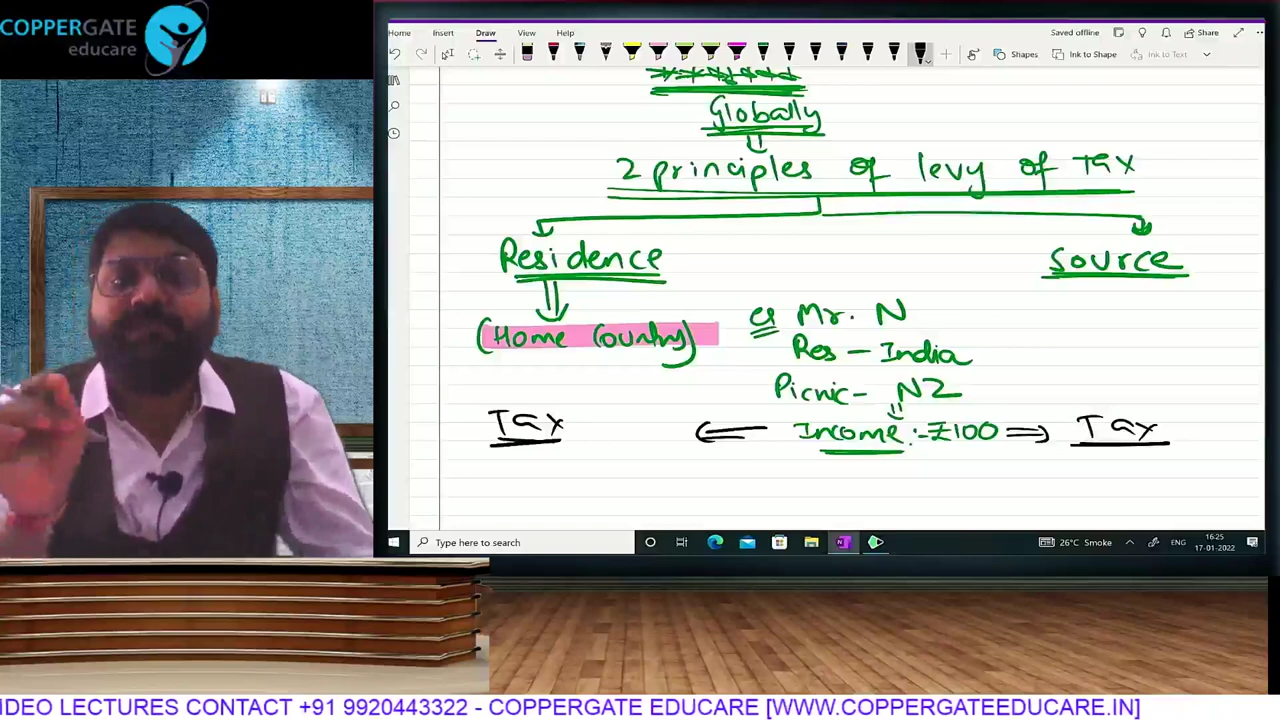 COPPERGATE
educare
Home Insert Draw View Help
Saved offline
Share
Shapes
Ink to Shape
Ink to Text
Globally
2 principles of levy of Tax
Residence
Source
(Home Country)
eg Mr. N
Res - India
Picnic - NZ
Tax
Income :- ₹100
Tax
Type here to search
26°C Smoke
ENG
16:25
17-01-2022
IDEO LECTURES CONTACT +91 9920443322 - COPPERGATE EDUCARE [WWW.COPPERGATEEDUCARE.IN]